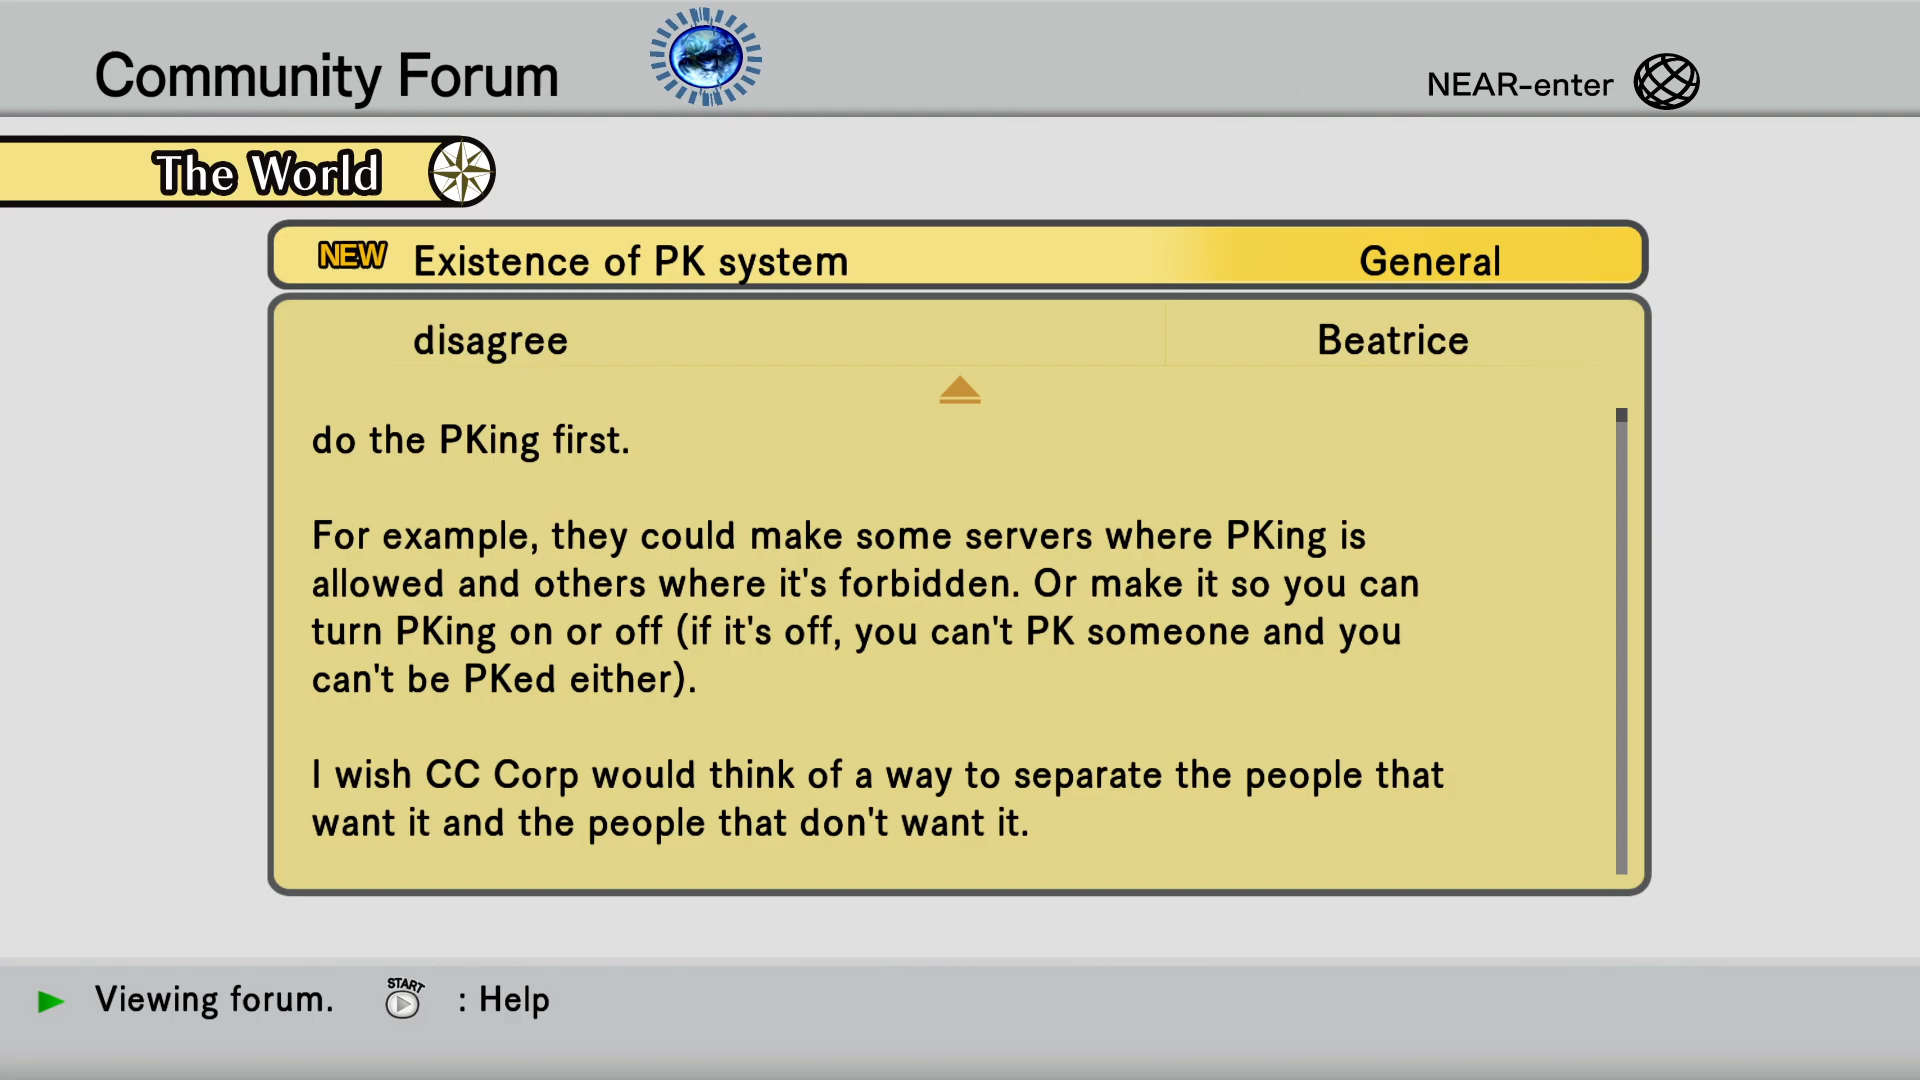 Community Forum
NEAR-enter
The World
NEW Existence of PK system General
disagree Beatrice
do the PKing first.
For example, they could make some servers where PKing is
allowed and others where it's forbidden. Or make it so you can
turn PKing on or off (if it's off, you can't PK someone and you
can't be PKed either).
I wish CC Corp would think of a way to separate the people that
want it and the people that don't want it.
Viewing forum. START : Help